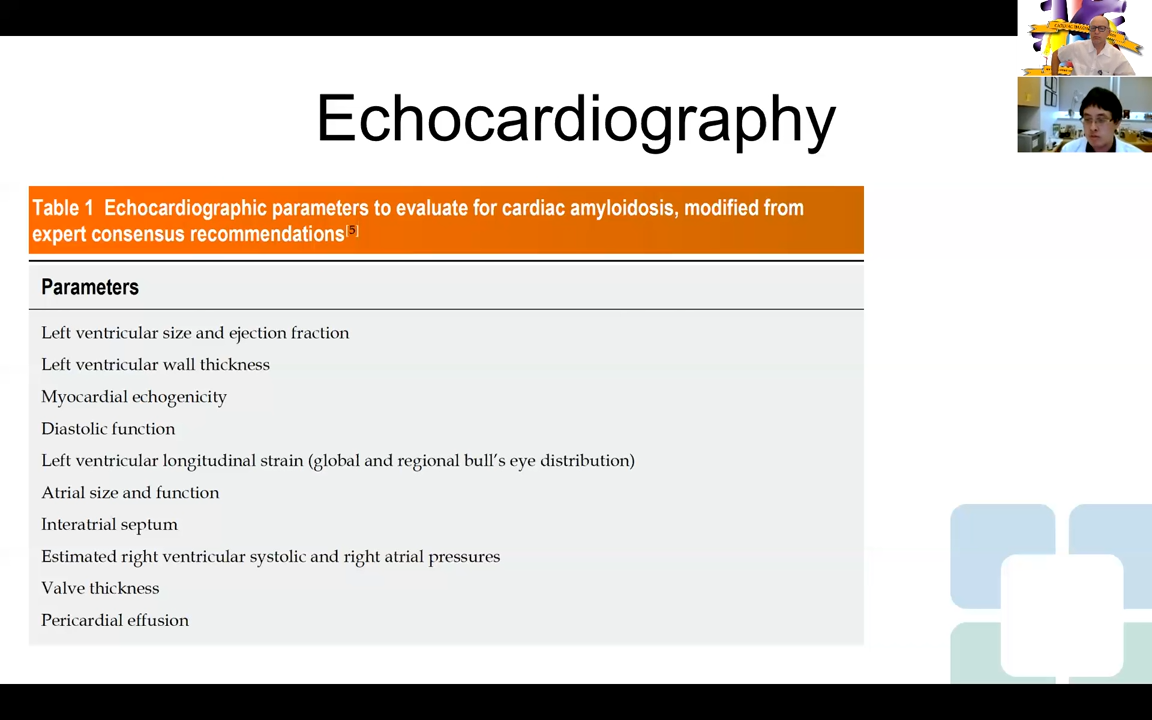 Echocardiography
Table 1 Echocardiographic parameters to evaluate for cardiac amyloidosis, modified from
expert consensus recommendations[5]
Parameters
Left ventricular size and ejection fraction
Left ventricular wall thickness
Myocardial echogenicity
Diastolic function
Left ventricular longitudinal strain (global and regional bull’s eye distribution)
Atrial size and function
Interatrial septum
Estimated right ventricular systolic and right atrial pressures
Valve thickness
Pericardial effusion